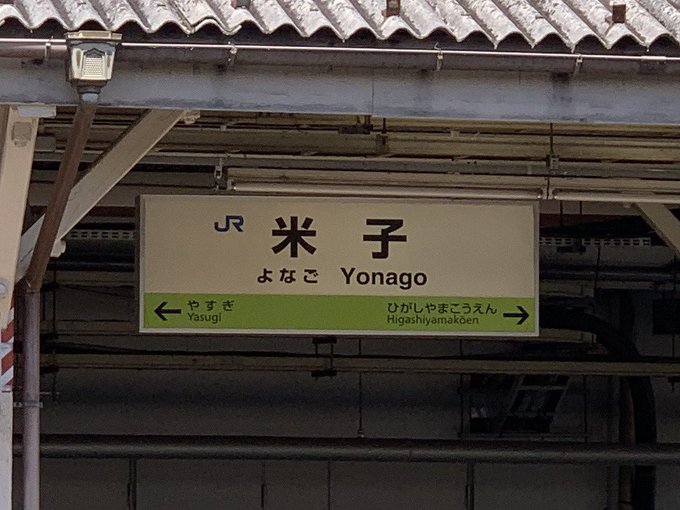 JR 米子
よなご Yonago
← やすぎ ひがしやまこうえん →
Yasugi Higashiyamakōen